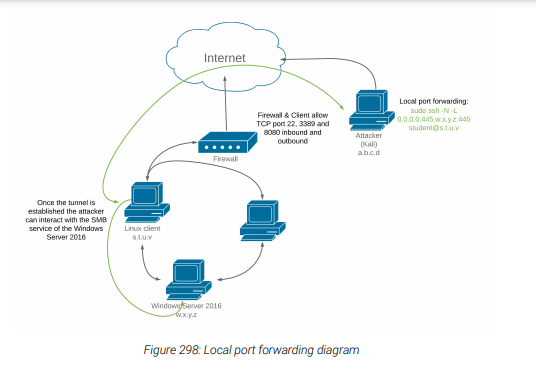 Internet
Local port forwarding:
sudo ssh -N -L
0.0.0.0:445:w.x.y.z:445
student@s.t.u.v
Firewall & Client allow
TCP port 22, 3389 and
8080 inbound and
outbound
Attacker
(Kali)
a.b.c.d
Firewall
Once the tunnel is
established the attacker
can interact with the SMB
service of the Windows
Server 2016
Linux client
s.t.u.v
Windows Server 2016
w.x.y.z
Figure 298: Local port forwarding diagram